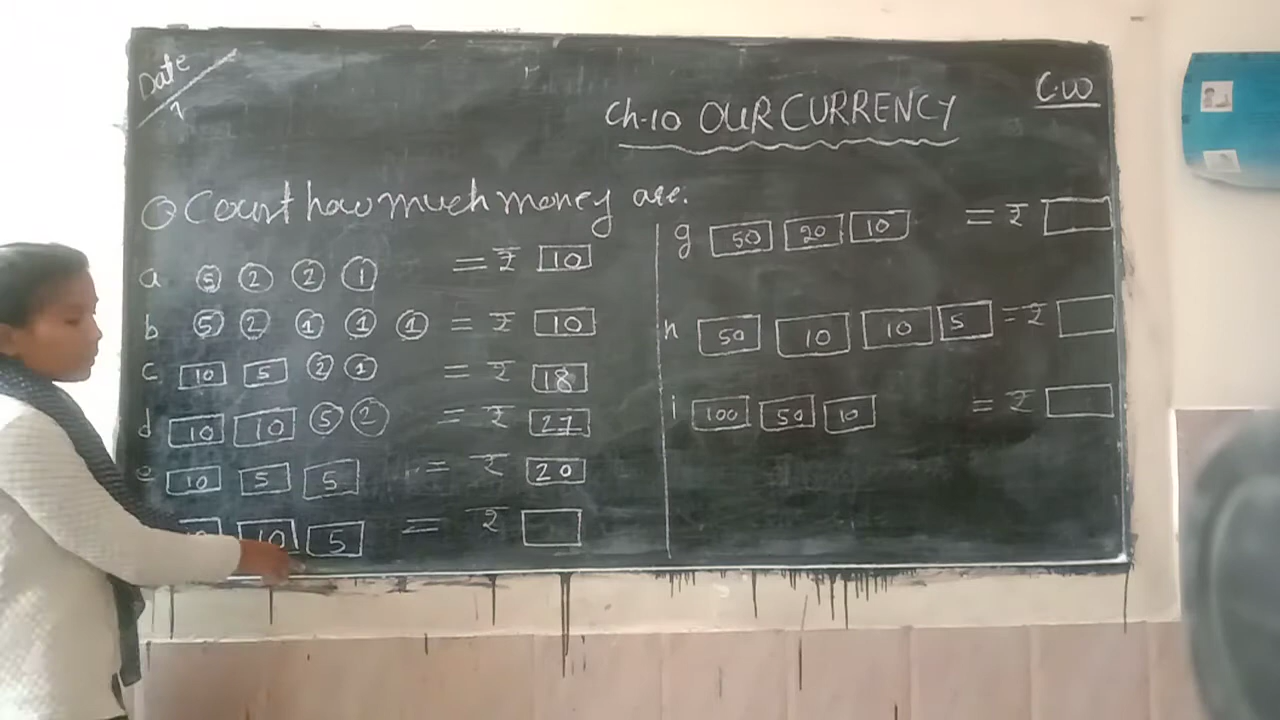 Date
1
Ch-10 OUR CURRENCY
C.W
Q Count how much money are.
a 5 2 2 1 = ₹ 10
b 5 2 1 1 1 = ₹ 10
c 10 5 2 1 = ₹ 18
d 10 10 5 2 = ₹ 27
e 10 5 5 = ₹ 20
10 5 = ₹
g 50 20 10 = ₹
h 50 10 10 5 = ₹
i 100 50 10 = ₹